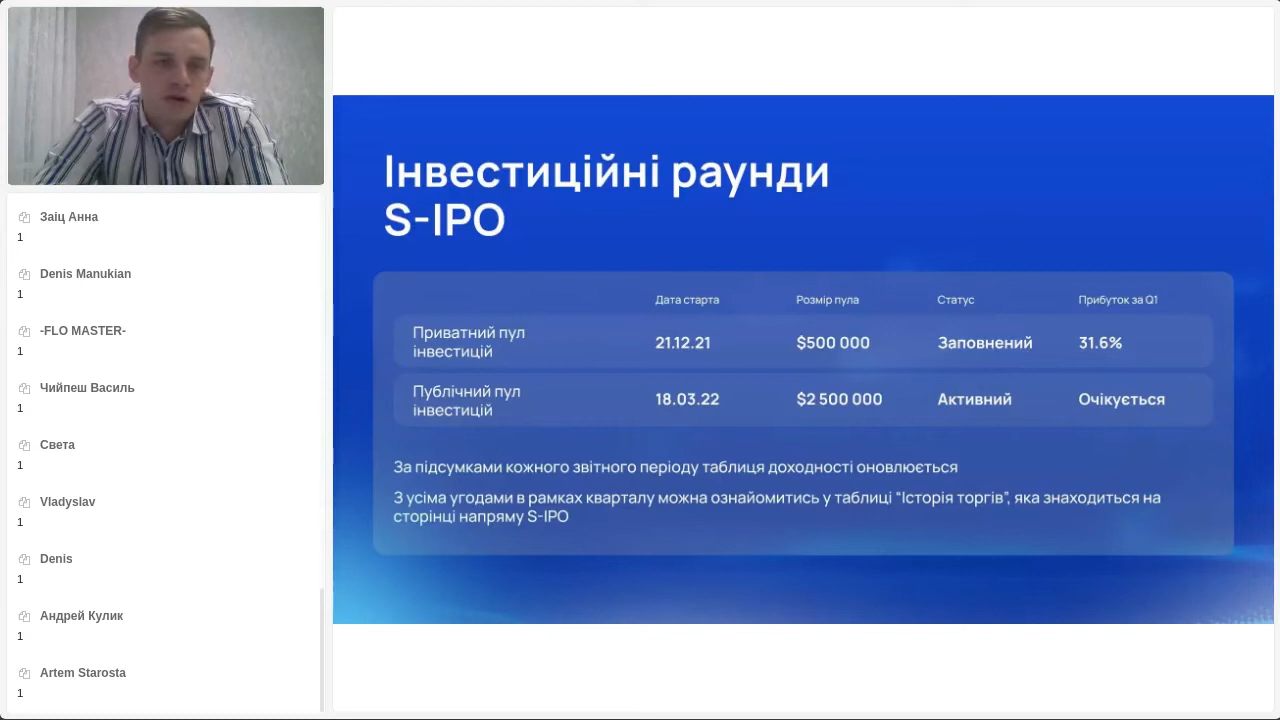 Заіц Анна
1
Denis Manukian
1
-FLO MASTER-
1
Чийпеш Василь
1
Света
1
Vladyslav
1
Denis
1
Андрей Кулик
1
Artem Starosta
1
Інвестиційні раунди
S-IPO
Дата старта Розмір пула Статус Прибуток за Q1
Приватний пул
інвестицій
21.12.21 $500 000 Заповнений 31.6%
Публічний пул
інвестицій
18.03.22 $2 500 000 Активний Очікується
За підсумками кожного звітного періоду таблиця доходності оновлюється
З усіма угодами в рамках кварталу можна ознайомитись у таблиці “Історія торгів”, яка знаходиться на
сторінці напряму S-IPO